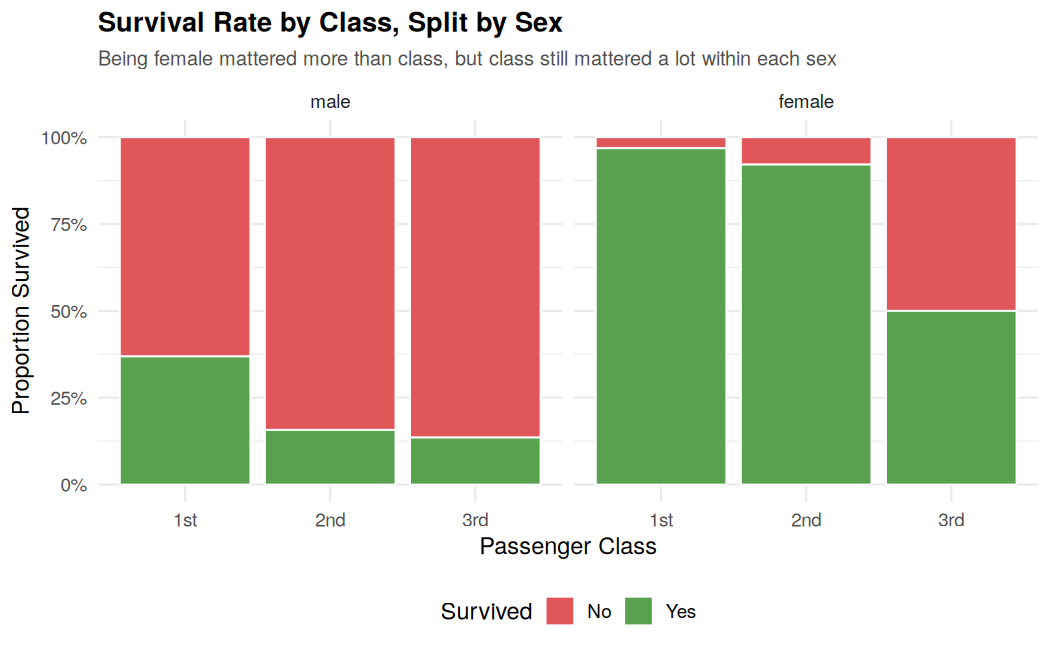 Survival Rate by Class, Split by Sex
Being female mattered more than class, but class still mattered a lot within each sex
male female
100%
75%
50%
25%
0%
Proportion Survived
1st 2nd 3rd 1st 2nd 3rd
Passenger Class
Survived No Yes